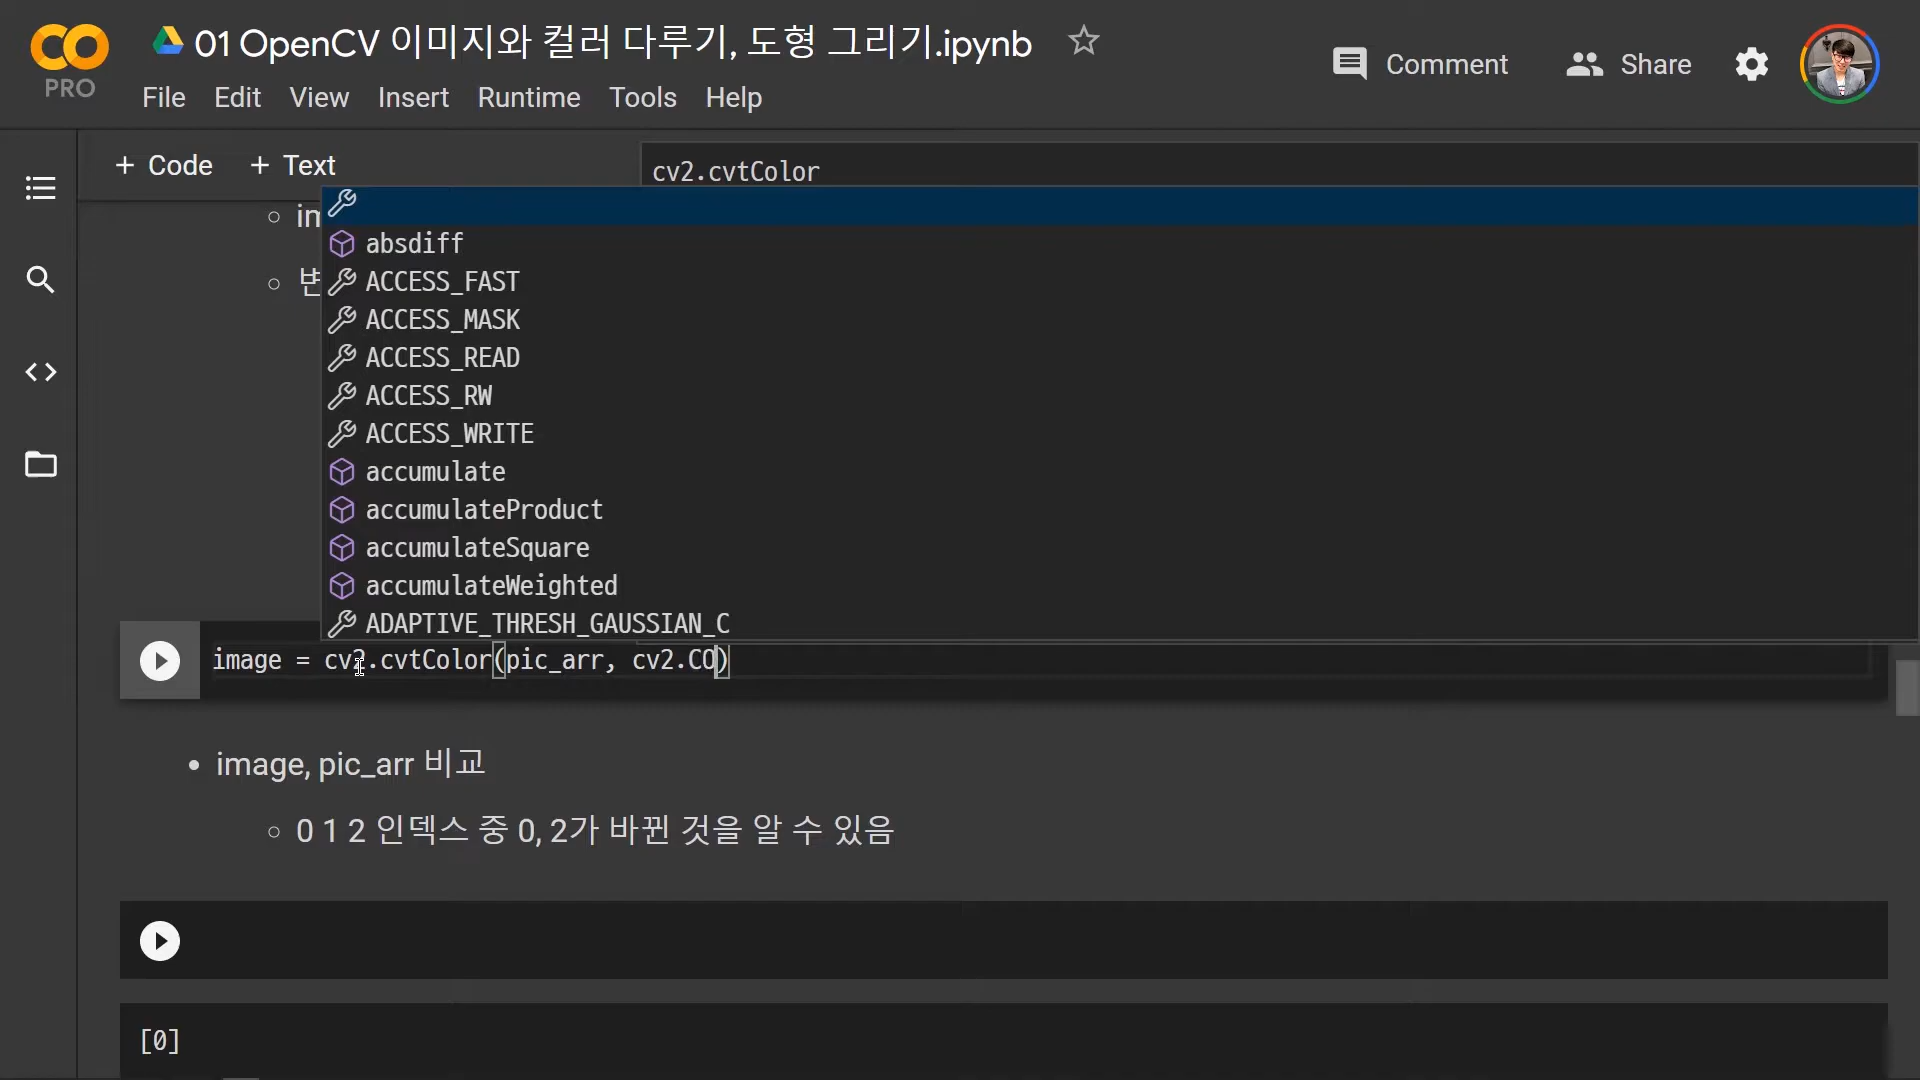 01 OpenCV 이미지와 컬러 다루기, 도형 그리기.ipynb
PRO
File Edit View Insert Runtime Tools Help
Comment Share
+ Code + Text
cv2.cvtColor
absdiff
ACCESS_FAST
ACCESS_MASK
ACCESS_READ
ACCESS_RW
ACCESS_WRITE
accumulate
accumulateProduct
accumulateSquare
accumulateWeighted
ADAPTIVE_THRESH_GAUSSIAN_C
image = cv2.cvtColor(pic_arr, cv2.CO)
image, pic_arr 비교
0 1 2 인덱스 중 0, 2가 바뀐 것을 알 수 있음
[0]